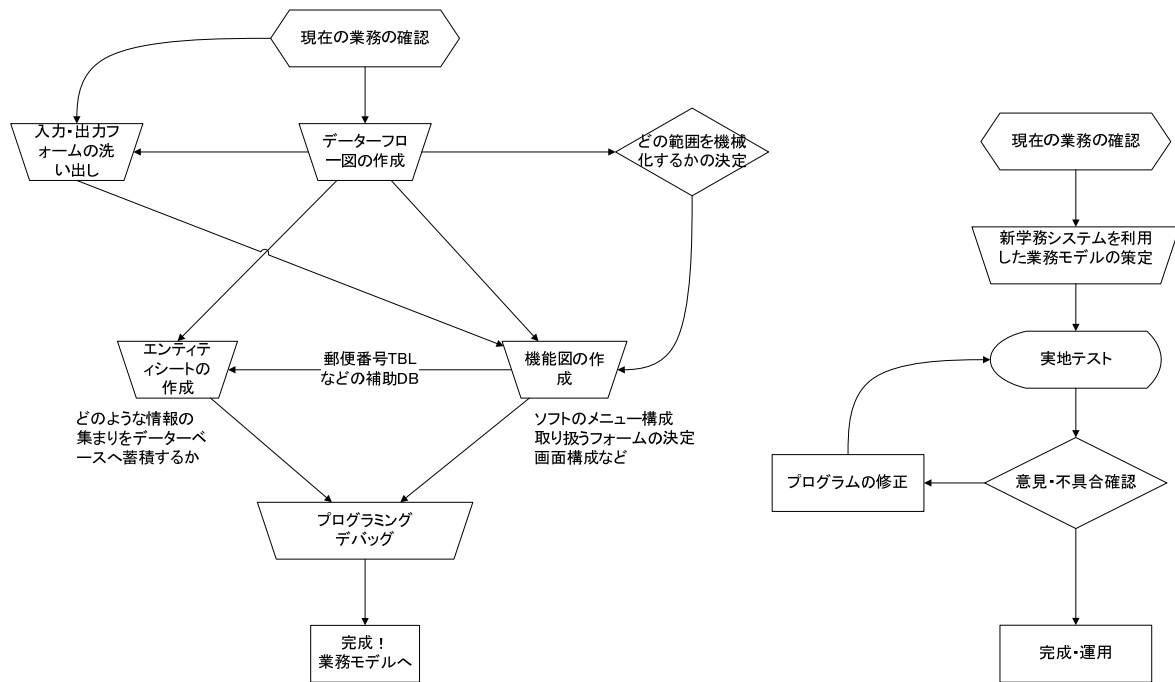 現在の業務の確認
入力・出力フ
ォームの洗
い出し
データーフロ
ー図の作成
どの範囲を機械
化するかの決定
エンティテ
ィシートの
作成
郵便番号TBL
などの補助DB
機能図の作
成
どのような情報の
集まりをデーターベ
ースへ蓄積するか
ソフトのメニュー構成
取り扱うフォームの決定
画面構成など
プログラミング
デバッグ
完成！
業務モデルへ
現在の業務の確認
新学務システムを利用
した業務モデルの策定
実地テスト
プログラムの修正
意見・不具合確認
完成・運用